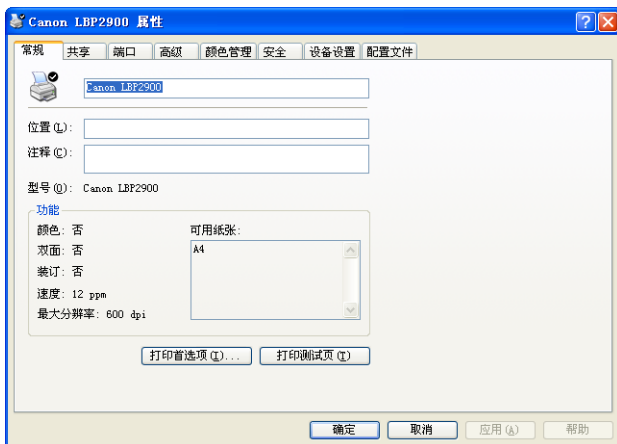 Canon LBP2900 属性
常规 共享 端口 高级 颜色管理 安全 设备设置 配置文件
Canon LBP2900
位置(L):
注释(C):
型号(O): Canon LBP2900
功能
颜色: 否 可用纸张:
双面: 否 A4
装订: 否
速度: 12 ppm
最大分辨率: 600 dpi
打印首选项(I)... 打印测试页(T)
确定 取消 应用(A) 帮助